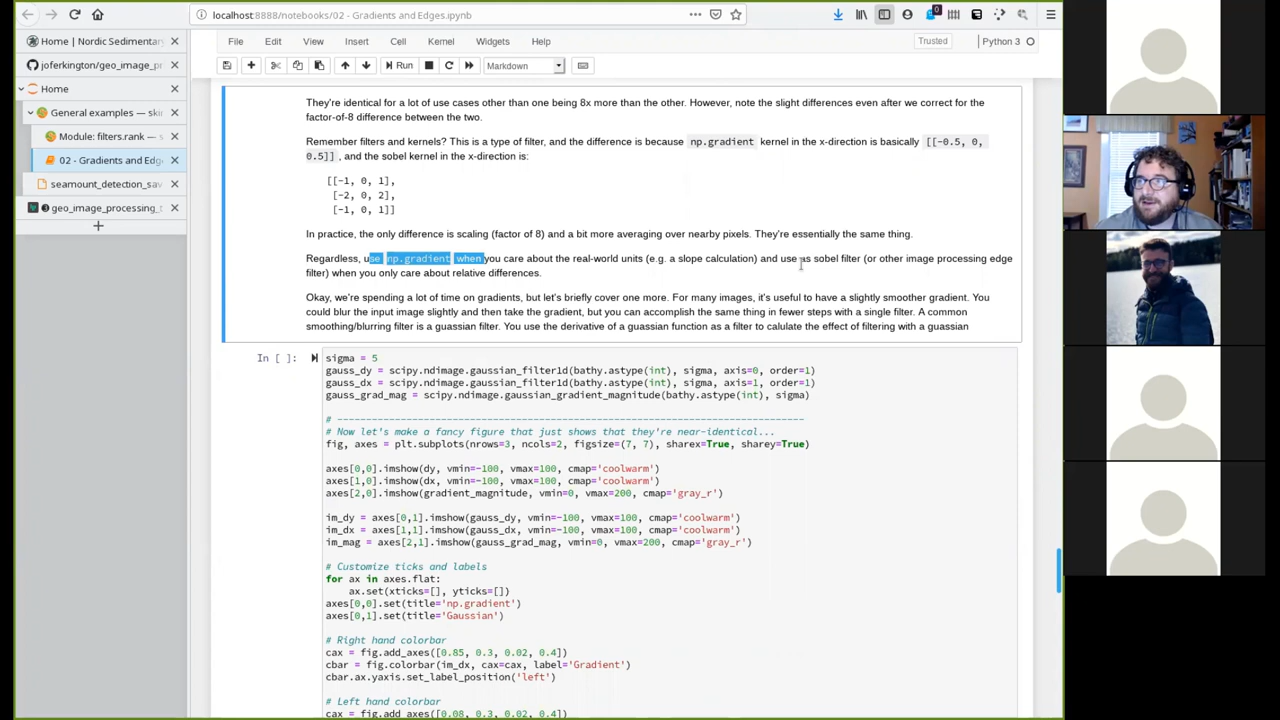 localhost:8888/notebooks/02 - Gradients and Edges.ipynb
Home | Nordic Sedimentar
joferkington/geo_image_pr
Home
General examples — ski
Module: filters.rank — s
02 - Gradients and Edg
seamount_detection_sav
geo_image_processing_t
File Edit View Insert Cell Kernel Widgets Help
Trusted Python 3
Run Markdown
They're identical for a lot of use cases other than one being 8x more than the other. However, note the slight differences even after we correct for the
factor-of-8 difference between the two.
Remember filters and kernels? This is a type of filter, and the difference is because np.gradient kernel in the x-direction is basically [[-0.5, 0,
0.5]] , and the sobel kernel in the x-direction is:
[[-1, 0, 1],
[-2, 0, 2],
[-1, 0, 1]]
In practice, the only difference is scaling (factor of 8) and a bit more averaging over nearby pixels. They're essentially the same thing.
Regardless, use np.gradient when you care about the real-world units (e.g. a slope calculation) and use as sobel filter (or other image processing edge
filter) when you only care about relative differences.
Okay, we're spending a lot of time on gradients, but let's briefly cover one more. For many images, it's useful to have a slightly smoother gradient. You
could blur the input image slightly and then take the gradient, but you can accomplish the same thing in fewer steps with a single filter. A common
smoothing/blurring filter is a guassian filter. You use the derivative of a guassian function as a filter to calulate the effect of filtering with a guassian
In [ ]:
sigma = 5
gauss_dy = scipy.ndimage.gaussian_filter1d(bathy.astype(int), sigma, axis=0, order=1)
gauss_dx = scipy.ndimage.gaussian_filter1d(bathy.astype(int), sigma, axis=1, order=1)
gauss_grad_mag = scipy.ndimage.gaussian_gradient_magnitude(bathy.astype(int), sigma)
# ---------------------------------------------------------------------------
# Now let's make a fancy figure that just shows that they're near-identical...
fig, axes = plt.subplots(nrows=3, ncols=2, figsize=(7, 7), sharex=True, sharey=True)
axes[0,0].imshow(dy, vmin=-100, vmax=100, cmap='coolwarm')
axes[1,0].imshow(dx, vmin=-100, vmax=100, cmap='coolwarm')
axes[2,0].imshow(gradient_magnitude, vmin=0, vmax=200, cmap='gray_r')
im_dy = axes[0,1].imshow(gauss_dy, vmin=-100, vmax=100, cmap='coolwarm')
im_dx = axes[1,1].imshow(gauss_dx, vmin=-100, vmax=100, cmap='coolwarm')
im_mag = axes[2,1].imshow(gauss_grad_mag, vmin=0, vmax=200, cmap='gray_r')
# Customize ticks and labels
for ax in axes.flat:
ax.set(xticks=[], yticks=[])
axes[0,0].set(title='np.gradient')
axes[0,1].set(title='Gaussian')
# Right hand colorbar
cax = fig.add_axes([0.85, 0.3, 0.02, 0.4])
cbar = fig.colorbar(im_dx, cax=cax, label='Gradient')
cbar.ax.yaxis.set_label_position('left')
# Left hand colorbar
cax = fig.add_axes([0.08, 0.3, 0.02, 0.4])